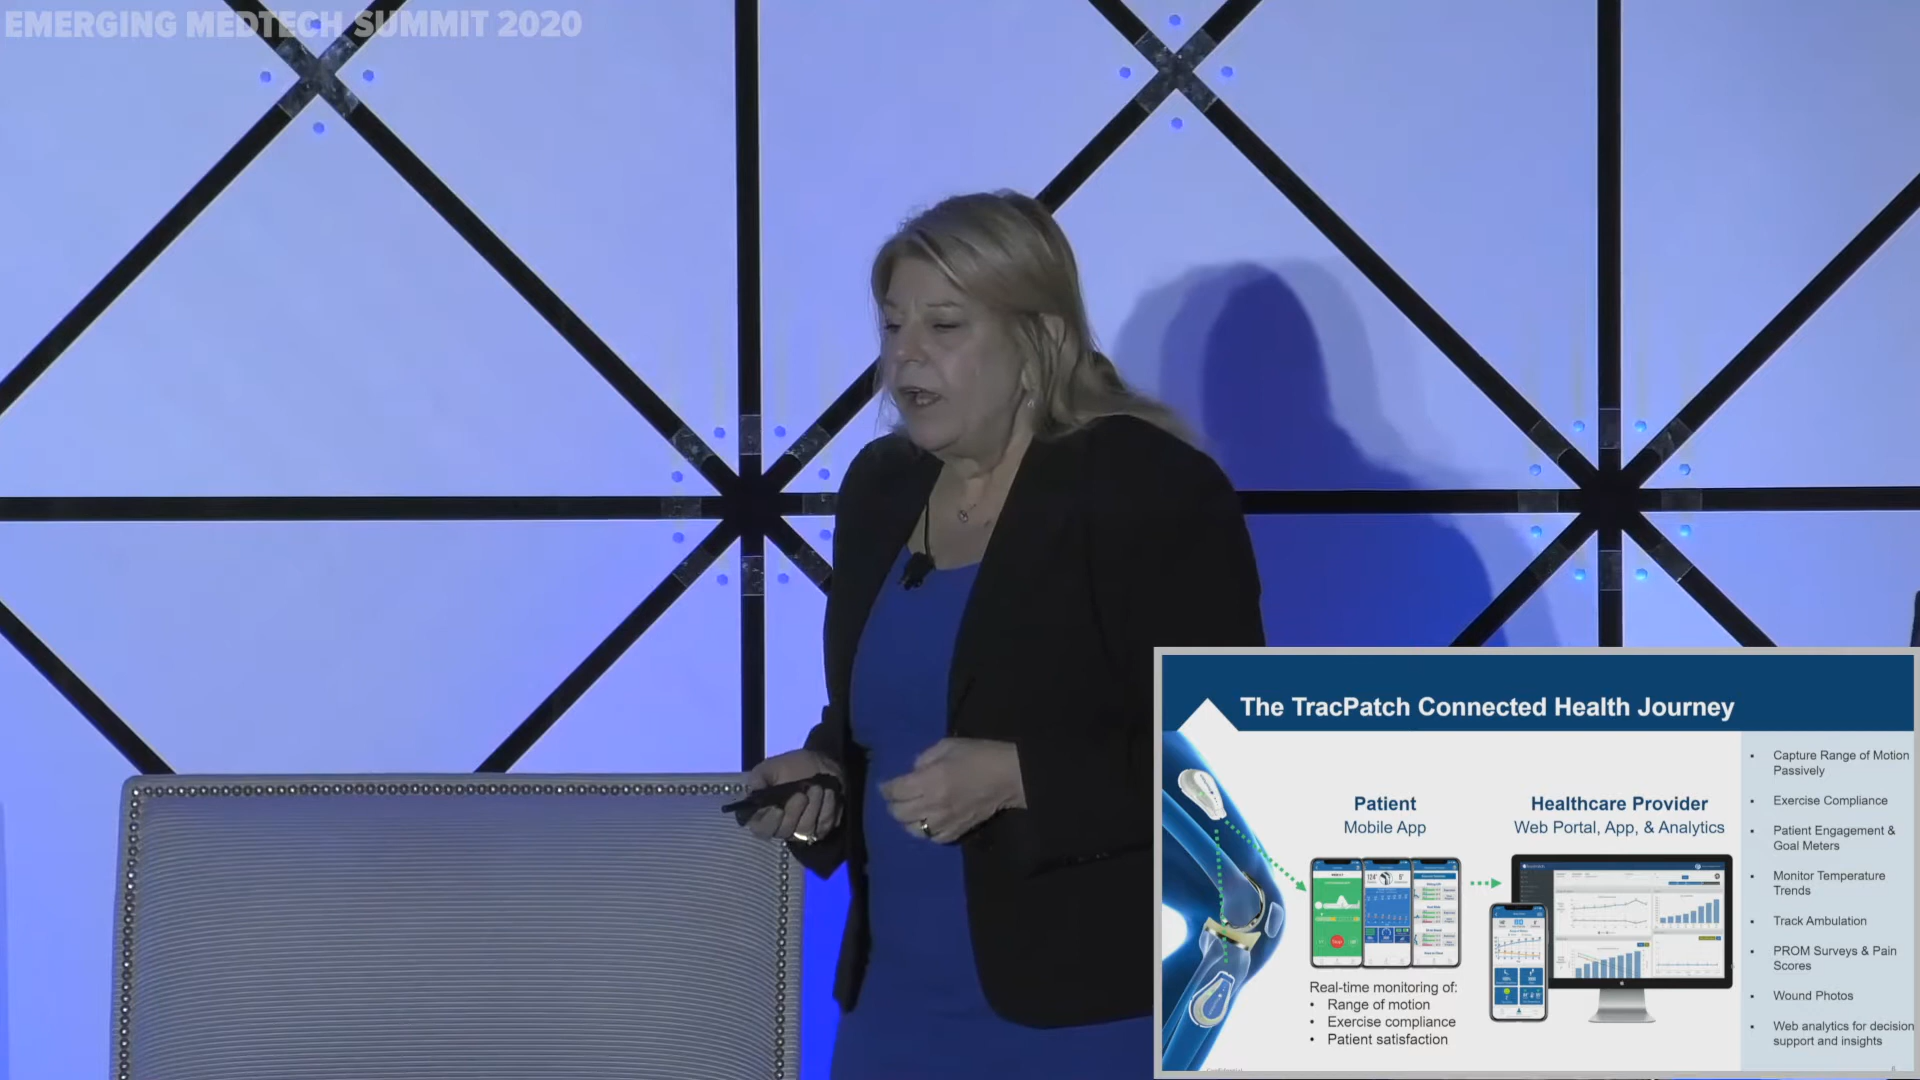 EMERGING MEDTECH SUMMIT 2020
The TracPatch Connected Health Journey
Patient
Mobile App
Real-time monitoring of:
• Range of motion
• Exercise compliance
• Patient satisfaction
Healthcare Provider
Web Portal, App, & Analytics
• Capture Range of Motion
Passively
• Exercise Compliance
• Patient Engagement &
Goal Meters
• Monitor Temperature
Trends
• Track Ambulation
• PROM Surveys & Pain
Scores
• Wound Photos
• Web analytics for decision
support and insights